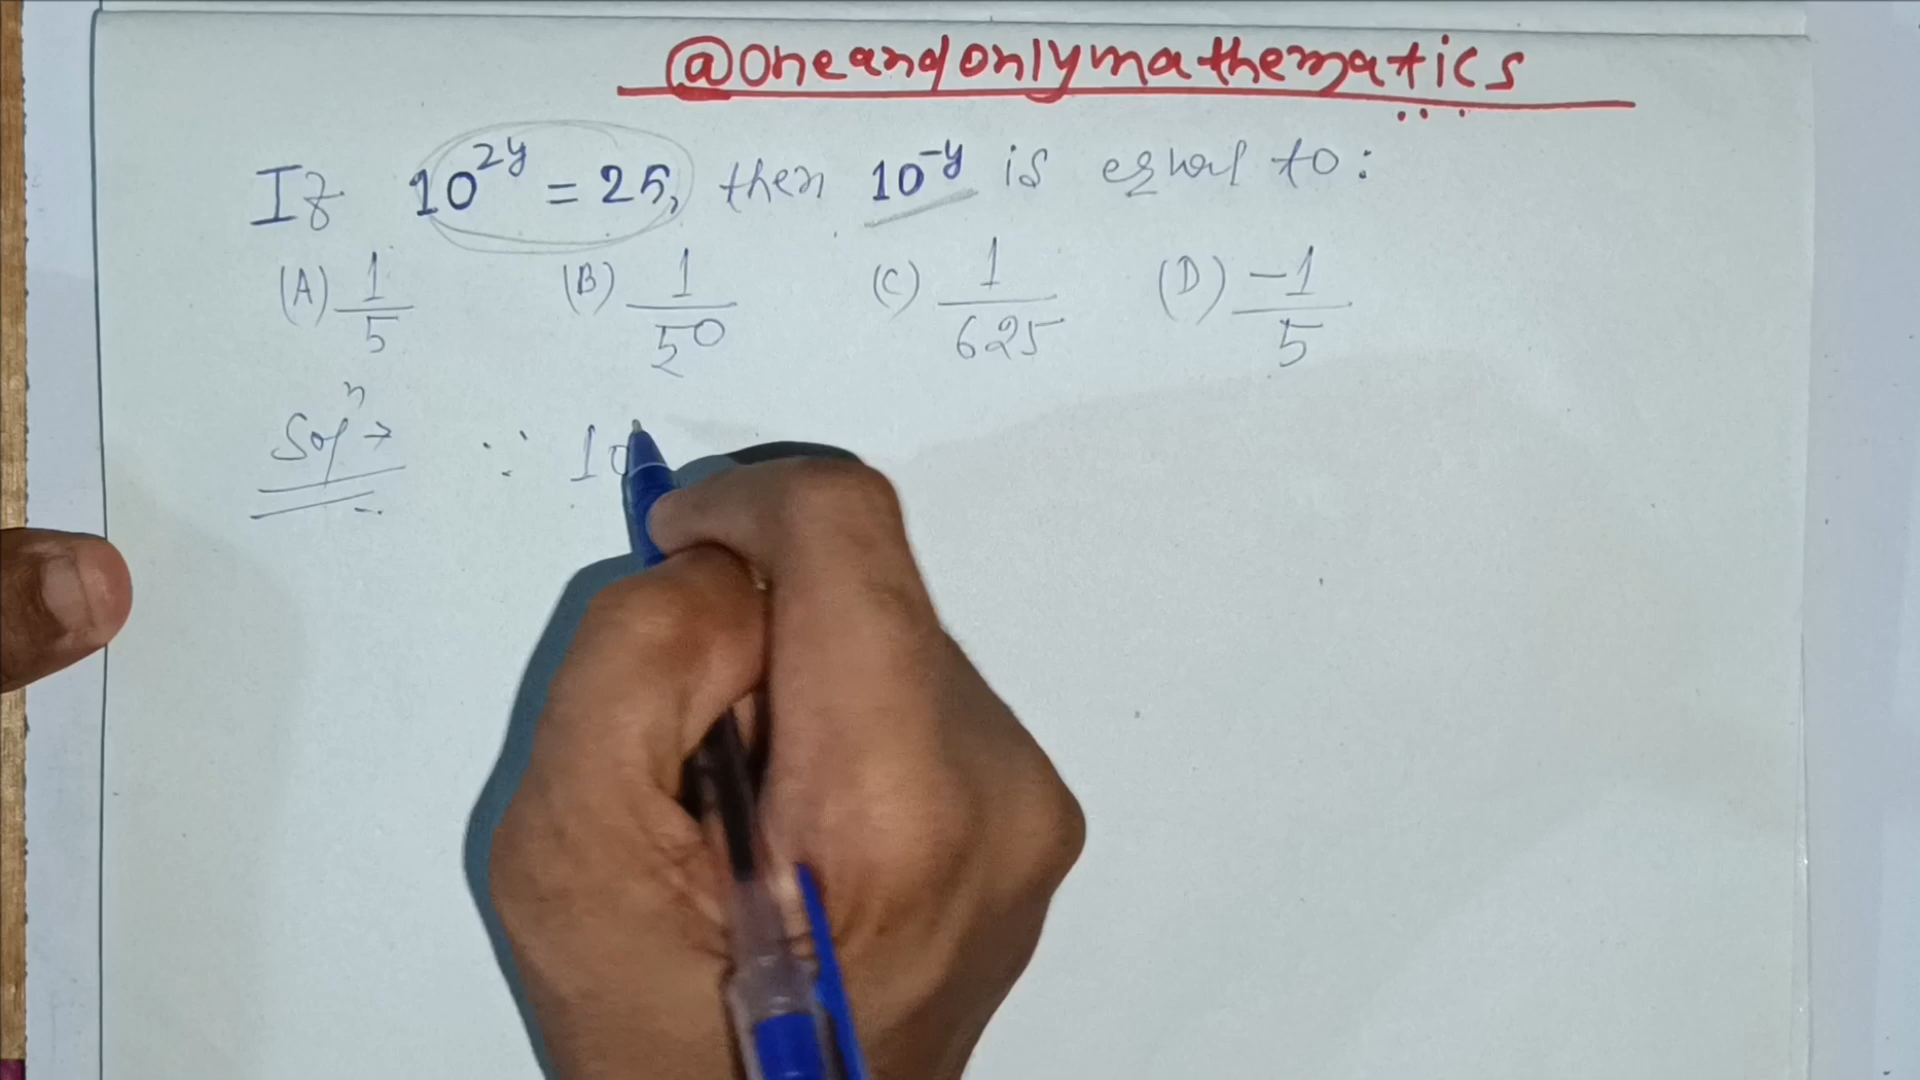 @oneandonlymathematics
If 10^{2y} = 25, then 10^{-y} is equal to:
(A) 1/5 (B) 1/50 (C) 1/625 (D) -1/5
Solⁿ → ∵ 10